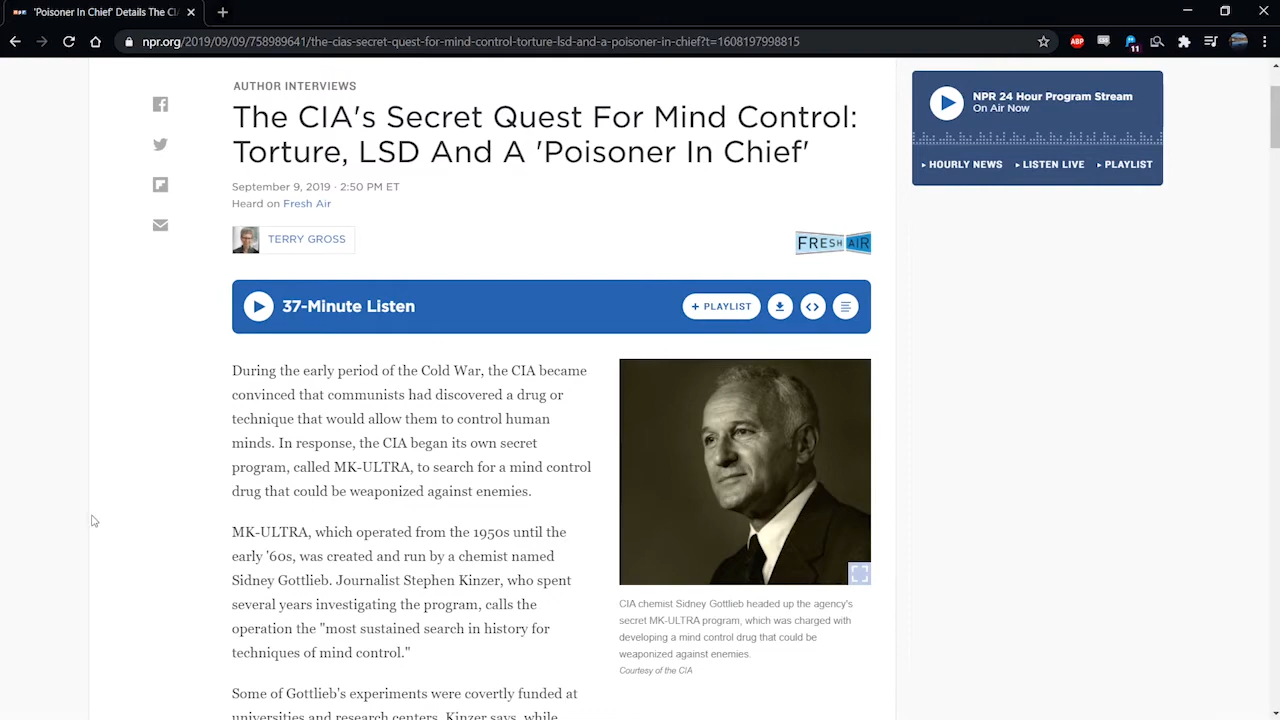 'Poisoner In Chief' Details The CI
npr.org/2019/09/09/758989641/the-cias-secret-quest-for-mind-control-torture-lsd-and-a-poisoner-in-chief?t=1608197998815
ABP
11
AUTHOR INTERVIEWS
The CIA's Secret Quest For Mind Control:
Torture, LSD And A 'Poisoner In Chief'
September 9, 2019 · 2:50 PM ET
Heard on Fresh Air
TERRY GROSS
FRESH AIR
37-Minute Listen
+ PLAYLIST
During the early period of the Cold War, the CIA became
convinced that communists had discovered a drug or
technique that would allow them to control human
minds. In response, the CIA began its own secret
program, called MK-ULTRA, to search for a mind control
drug that could be weaponized against enemies.
MK-ULTRA, which operated from the 1950s until the
early '60s, was created and run by a chemist named
Sidney Gottlieb. Journalist Stephen Kinzer, who spent
several years investigating the program, calls the
operation the "most sustained search in history for
techniques of mind control."
Some of Gottlieb's experiments were covertly funded at
universities and research centers, Kinzer says, while
CIA chemist Sidney Gottlieb headed up the agency's
secret MK-ULTRA program, which was charged with
developing a mind control drug that could be
weaponized against enemies.
Courtesy of the CIA
NPR 24 Hour Program Stream
On Air Now
HOURLY NEWS
LISTEN LIVE
PLAYLIST